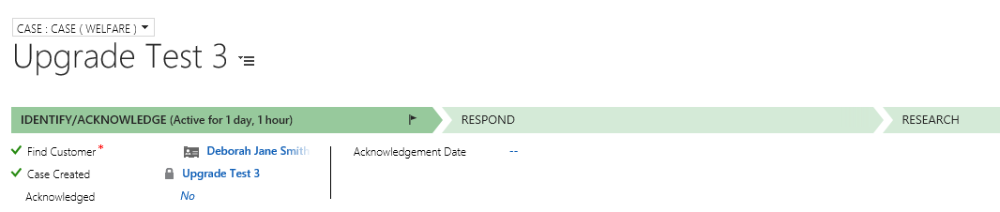 CASE : CASE ( WELFARE )
Upgrade Test 3
IDENTIFY/ACKNOWLEDGE (Active for 1 day, 1 hour)
RESPOND
RESEARCH
Find Customer *
Deborah Jane Smith
Acknowledgement Date
--
Case Created
Upgrade Test 3
Acknowledged
No